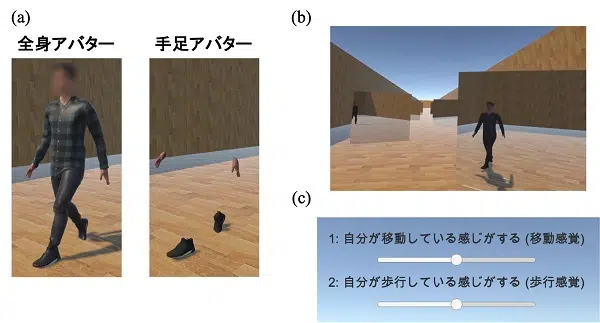 (a)
全身アバター
手足アバター
(b)
(c)
1: 自分が移動している感じがする (移動感覚)
2: 自分が歩行している感じがする (歩行感覚)